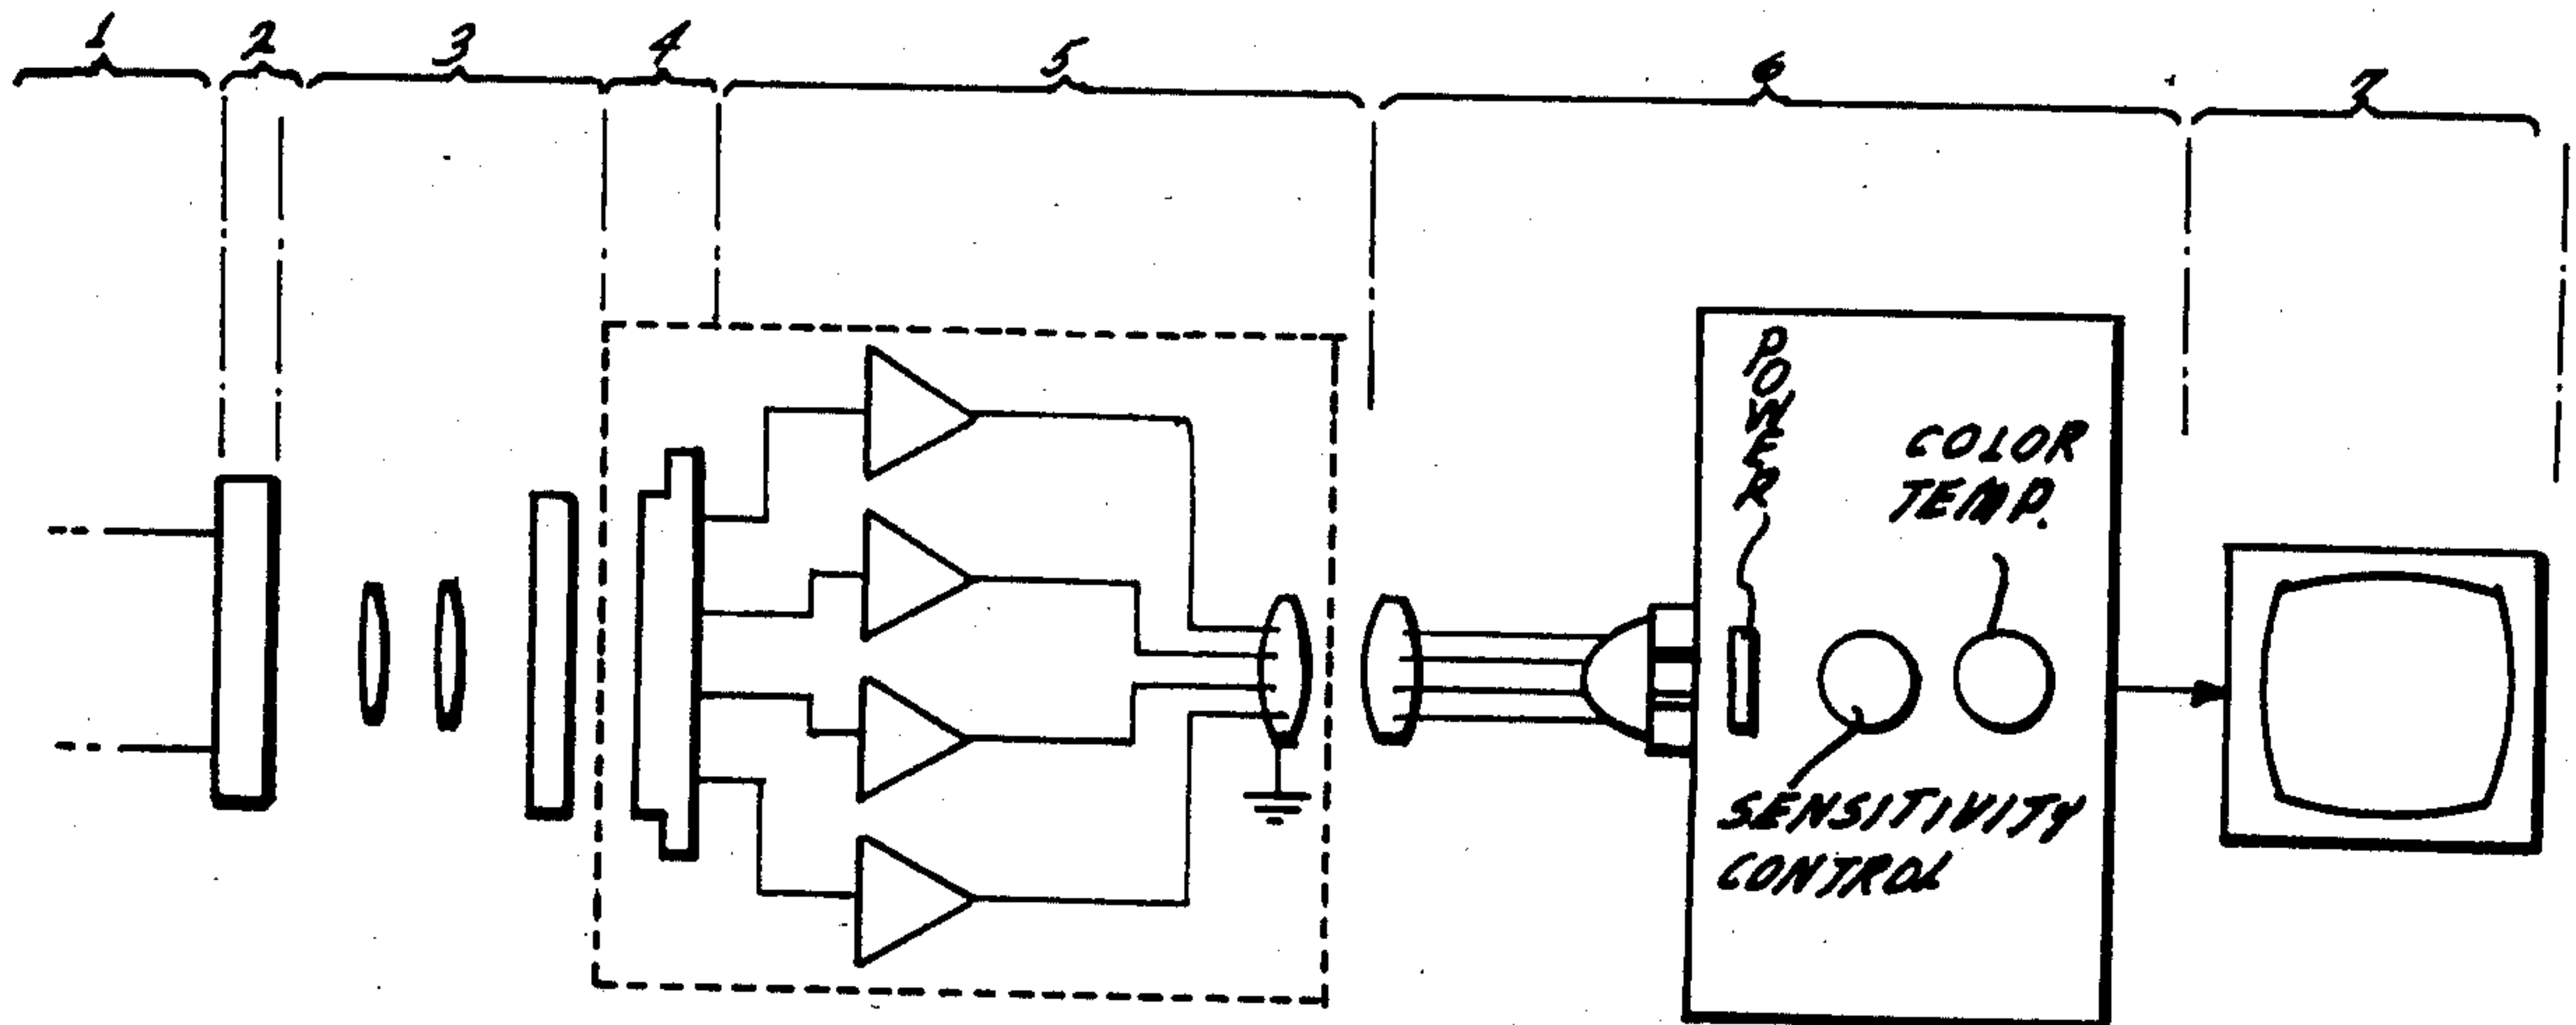 1 2 3 4 5 6 7
POWER
COLOR
TEMP.
SENSITIVITY
CONTROL